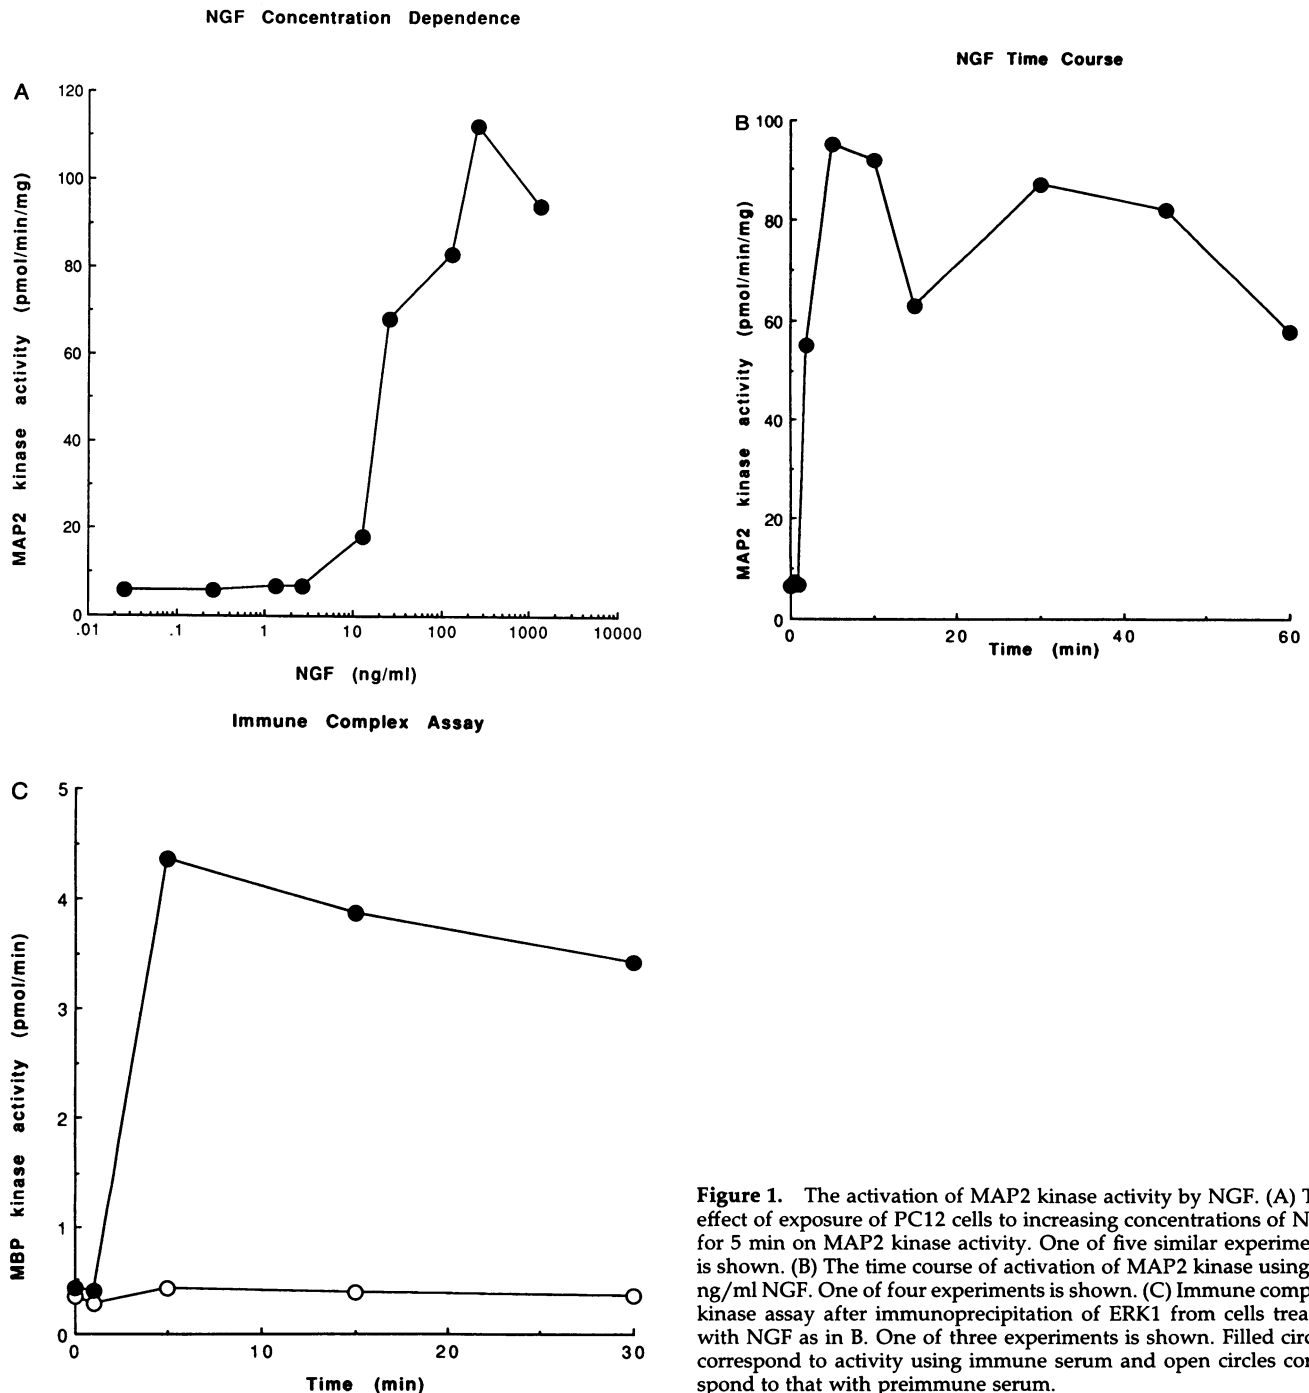 NGF Concentration Dependence
A
MAP2 kinase activity (pmol/min/mg)
120
100
80
60
40
20
0
.01 .1 1 10 100 1000 10000
NGF (ng/ml)
NGF Time Course
B
MAP2 kinase activity (pmol/min/mg)
100
80
60
40
20
0
0 20 40 60
Time (min)
Immune Complex Assay
C
MBP kinase activity (pmol/min)
5
4
3
2
1
0
0 10 20 30
Time (min)
Figure 1. The activation of MAP2 kinase activity by NGF. (A)
effect of exposure of PC12 cells to increasing concentrations of
for 5 min on MAP2 kinase activity. One of five similar
is shown. (B) The time course of activation of MAP2 kinase using
ng/ml NGF. One of four experiments is shown. (C) Immune
kinase assay after immunoprecipitation of ERK1 from cells
with NGF as in B. One of three experiments is shown. Filled
correspond to activity using immune serum and open circles
spond to that with preimmune serum.